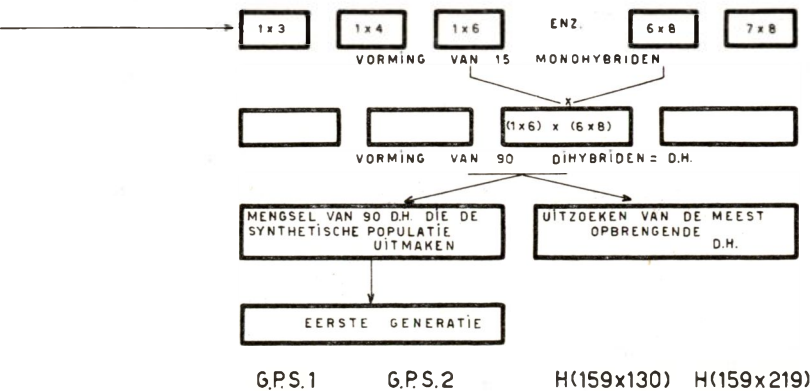 1x3 1x4 1x6 ENZ. 6x8 7x8
VORMING VAN 15 MONOHYBRIDEN
x
(1x6) x (6x8)
VORMING VAN 90 DIHYBRIDEN = D.H.
MENGSEL VAN 90 D.H. DIE DE
SYNTHETISCHE POPULATIE
UITMAKEN
UITZOEKEN VAN DE MEEST
OPBRENGENDE
D.H.
EERSTE GENERATIE
G.P.S.1 G.P.S.2 H(159x130) H(159x219)